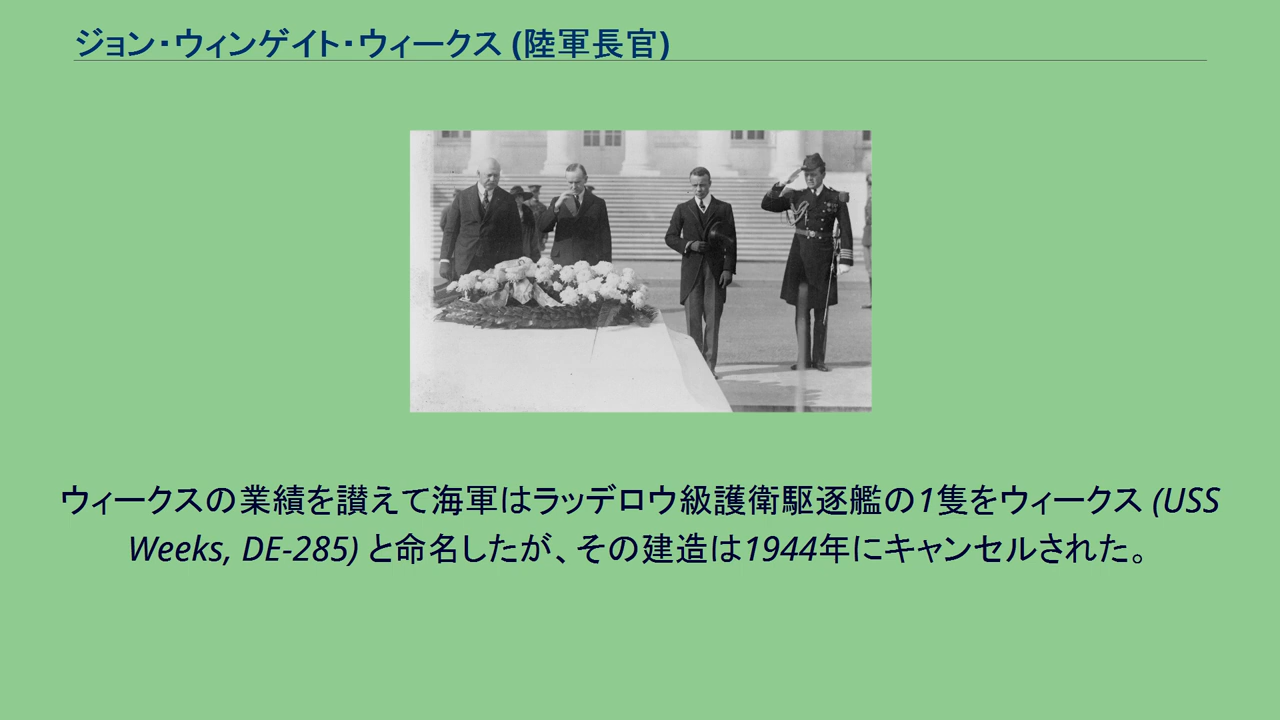 ジョン・ウィンゲイト・ウィークス (陸軍長官)
ウィークスの業績を讃えて海軍はラッデロウ級護衛駆逐艦の1隻をウィークス (USS
Weeks, DE-285) と命名したが、その建造は1944年にキャンセルされた。